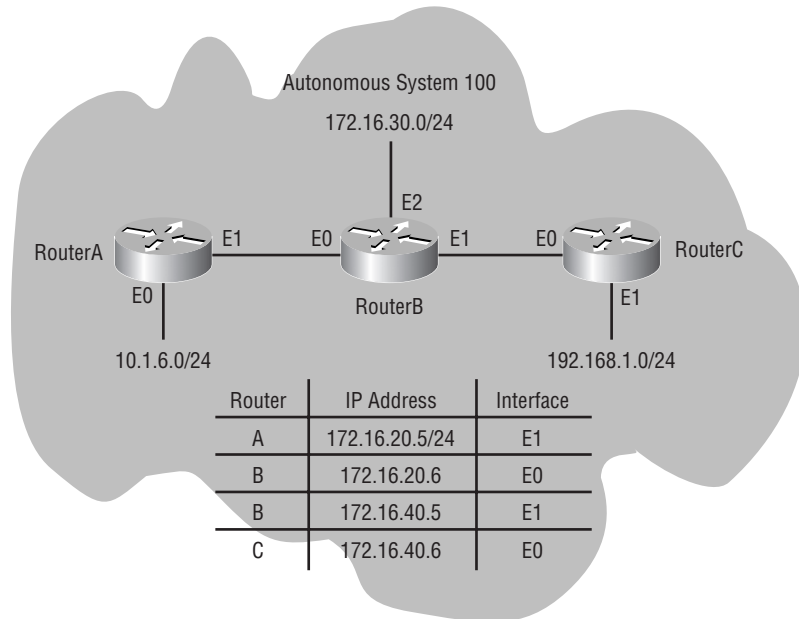 Autonomous System 100
172.16.30.0/24
E2
RouterA
E1
E0
E1
E0
RouterC
E0
RouterB
E1
10.1.6.0/24
192.168.1.0/24
Router IP Address Interface
A 172.16.20.5/24 E1
B 172.16.20.6 E0
B 172.16.40.5 E1
C 172.16.40.6 E0